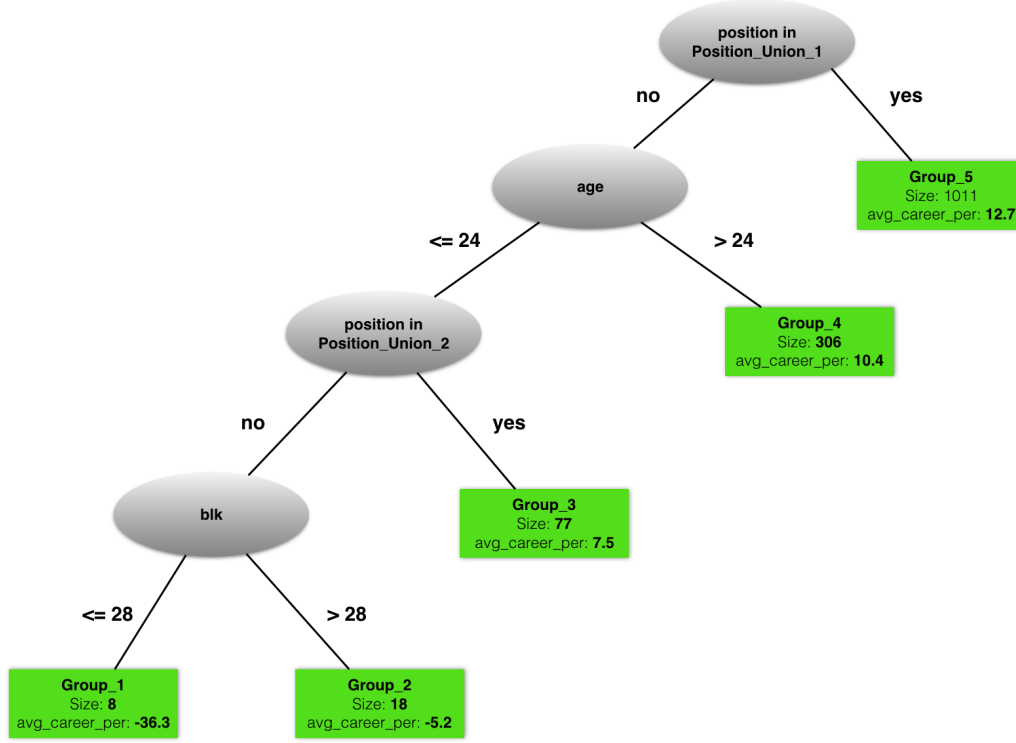 position in
Position_Union_1
no
yes
Group_5
Size: 1011
avg_career_per: 12.7
age
<= 24
> 24
Group_4
Size: 306
avg_career_per: 10.4
position in
Position_Union_2
no
yes
Group_3
Size: 77
avg_career_per: 7.5
blk
<= 28
> 28
Group_1
Size: 8
avg_career_per: -36.3
Group_2
Size: 18
avg_career_per: -5.2